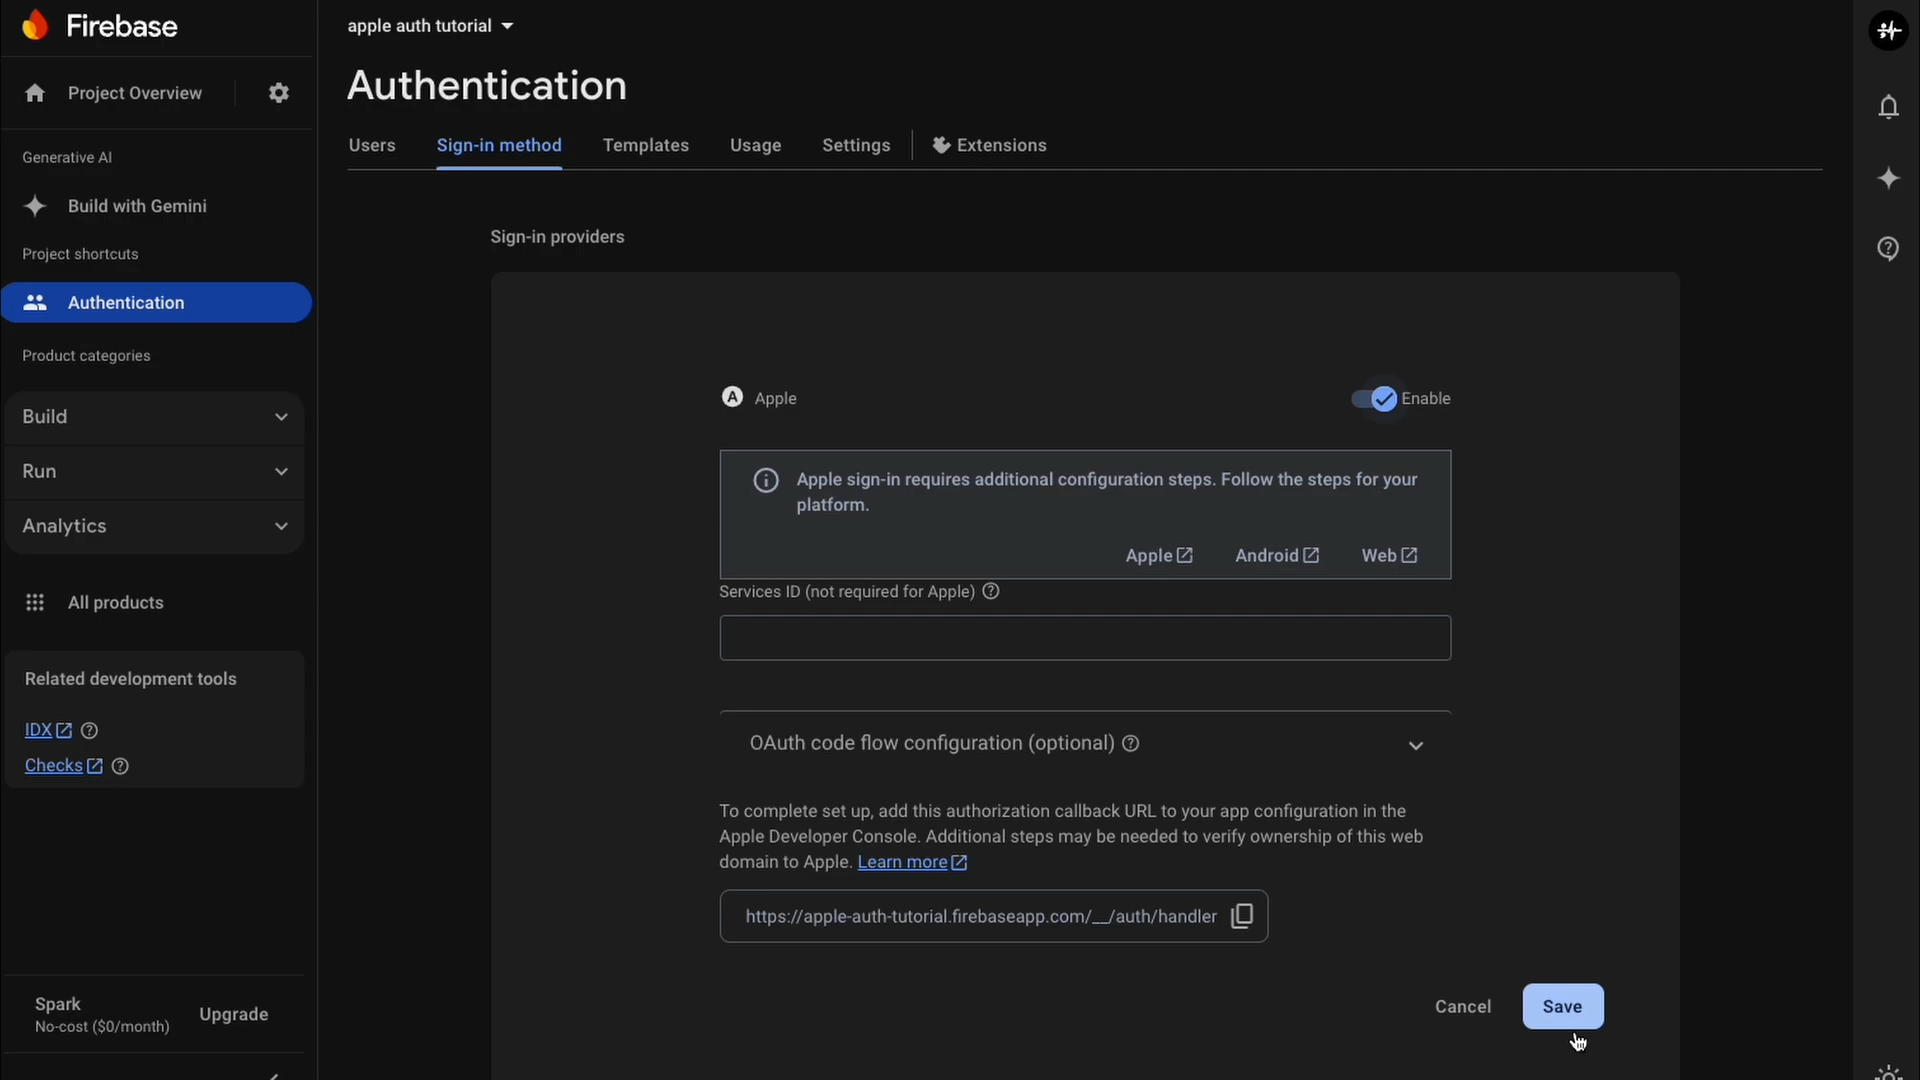 Firebase
Project Overview
Generative AI
Build with Gemini
Project shortcuts
Authentication
Product categories
Build
Run
Analytics
All products
Related development tools
IDX
Checks
Spark
No-cost ($0/month)
Upgrade
apple auth tutorial
Authentication
Users
Sign-in method
Templates
Usage
Settings
Extensions
Sign-in providers
A Apple
Enable
Apple sign-in requires additional configuration steps. Follow the steps for your
platform.
Apple
Android
Web
Services ID (not required for Apple)
OAuth code flow configuration (optional)
To complete set up, add this authorization callback URL to your app configuration in the
Apple Developer Console. Additional steps may be needed to verify ownership of this web
domain to Apple. Learn more
https://apple-auth-tutorial.firebaseapp.com/__/auth/handler
Cancel
Save